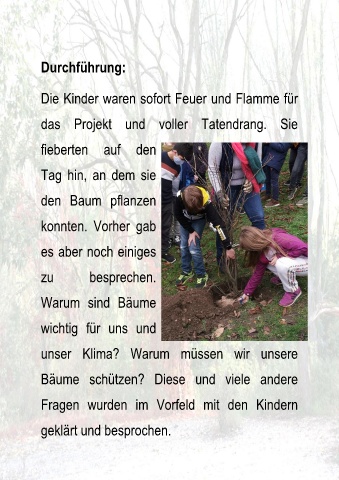 Durchführung:
Die Kinder waren sofort Feuer und Flamme für
das Projekt und voller Tatendrang. Sie
fieberten auf den
Tag hin, an dem sie
den Baum pflanzen
konnten. Vorher gab
es aber noch einiges
zu besprechen.
Warum sind Bäume
wichtig für uns und
unser Klima? Warum müssen wir unsere
Bäume schützen? Diese und viele andere
Fragen wurden im Vorfeld mit den Kindern
geklärt und besprochen.